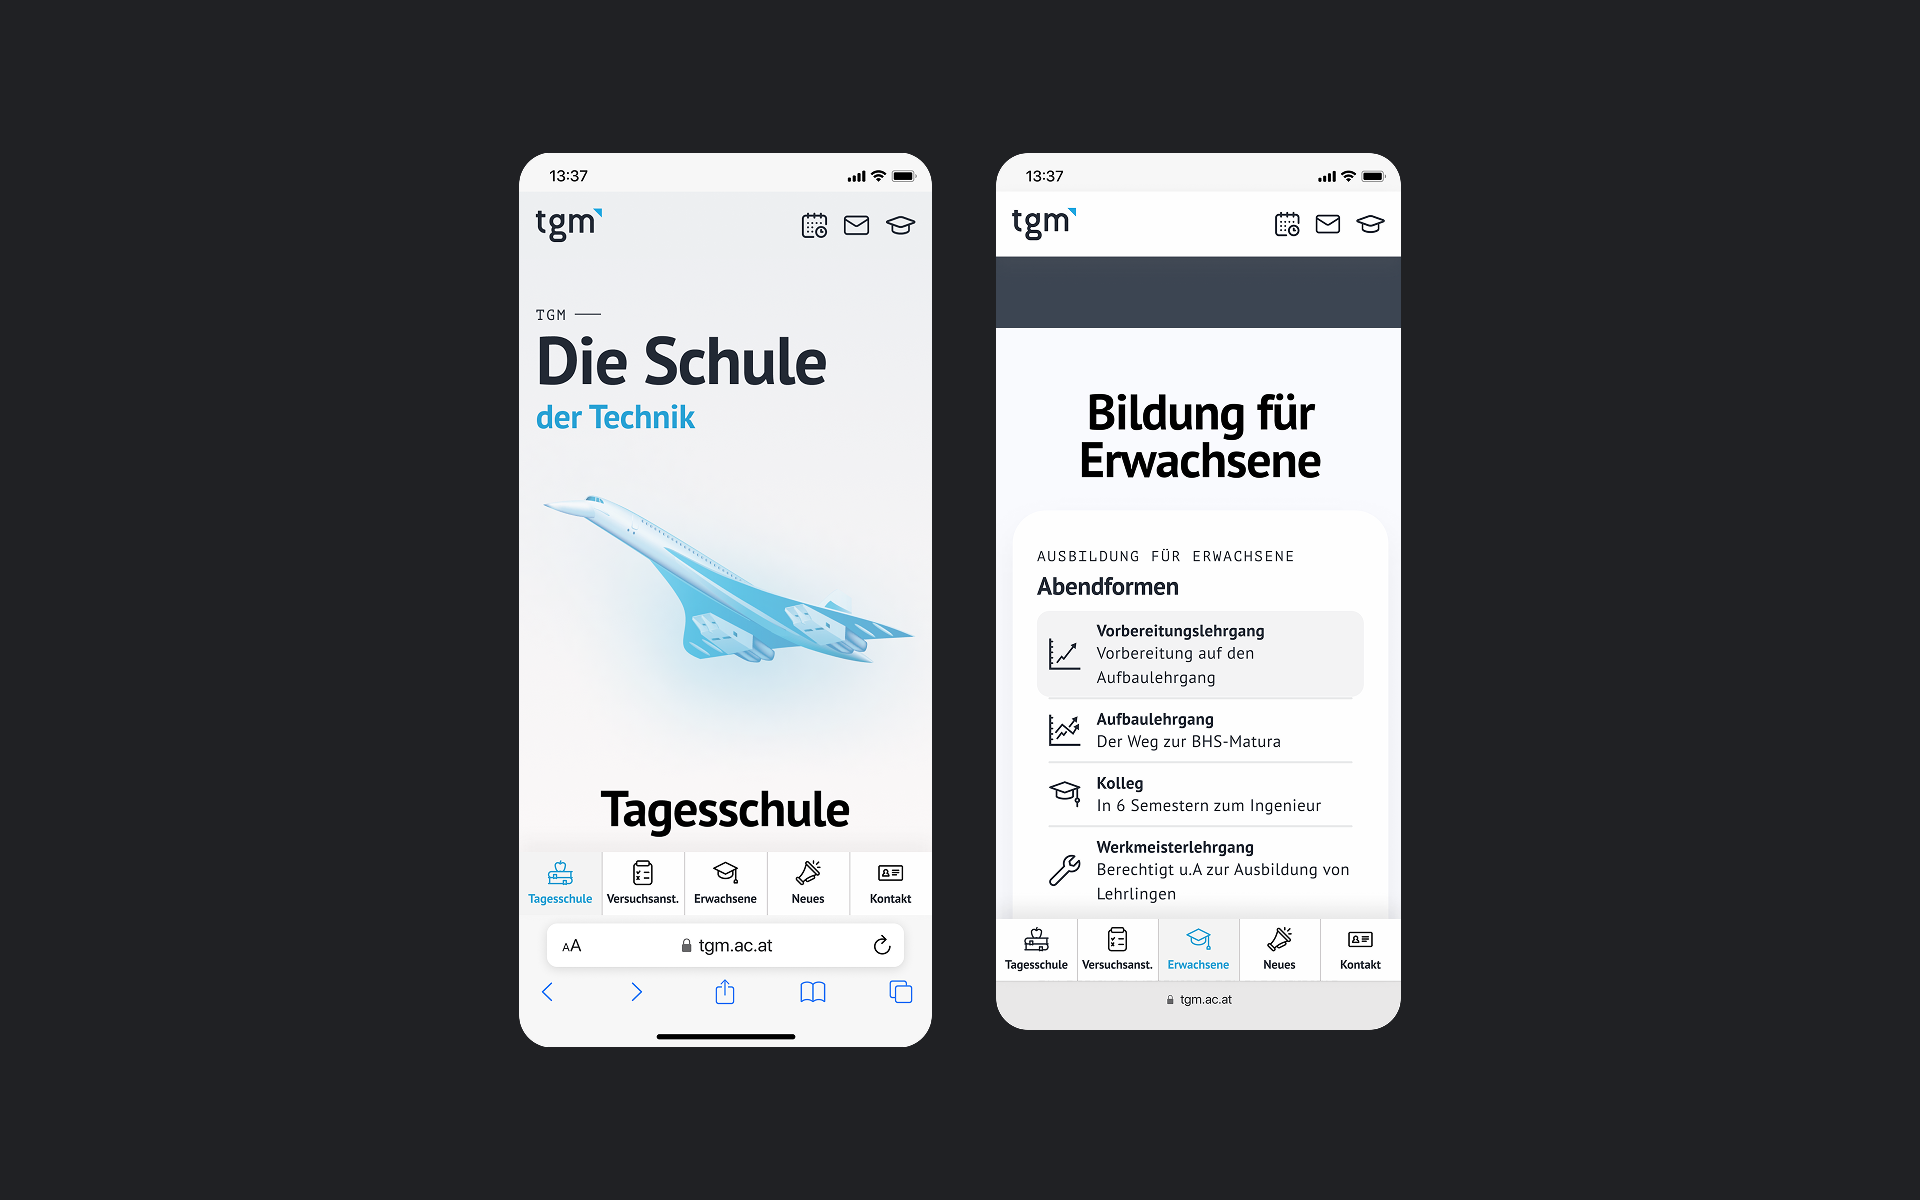 13:37
tgm
TGM
Die Schule
der Technik
Tagesschule
Tagesschule
Versuchsanst.
Erwachsene
Neues
Kontakt
AA
tgm.ac.at
13:37
tgm
Bildung für
Erwachsene
AUSBILDUNG FÜR ERWACHSENE
Abendformen
Vorbereitungslehrgang
Vorbereitung auf den
Aufbaulehrgang
Aufbaulehrgang
Der Weg zur BHS-Matura
Kolleg
In 6 Semestern zum Ingenieur
Werkmeisterlehrgang
Berechtigt u.A zur Ausbildung von
Lehrlingen
Tagesschule
Versuchsanst.
Erwachsene
Neues
Kontakt
tgm.ac.at